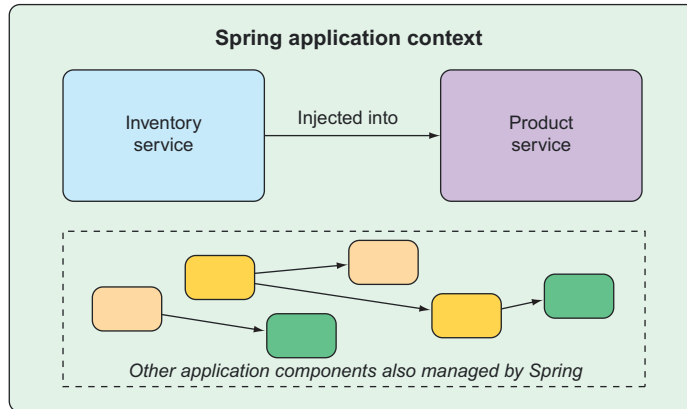 Spring application context
Inventory
service
Injected into
Product
service
Other application components also managed by Spring